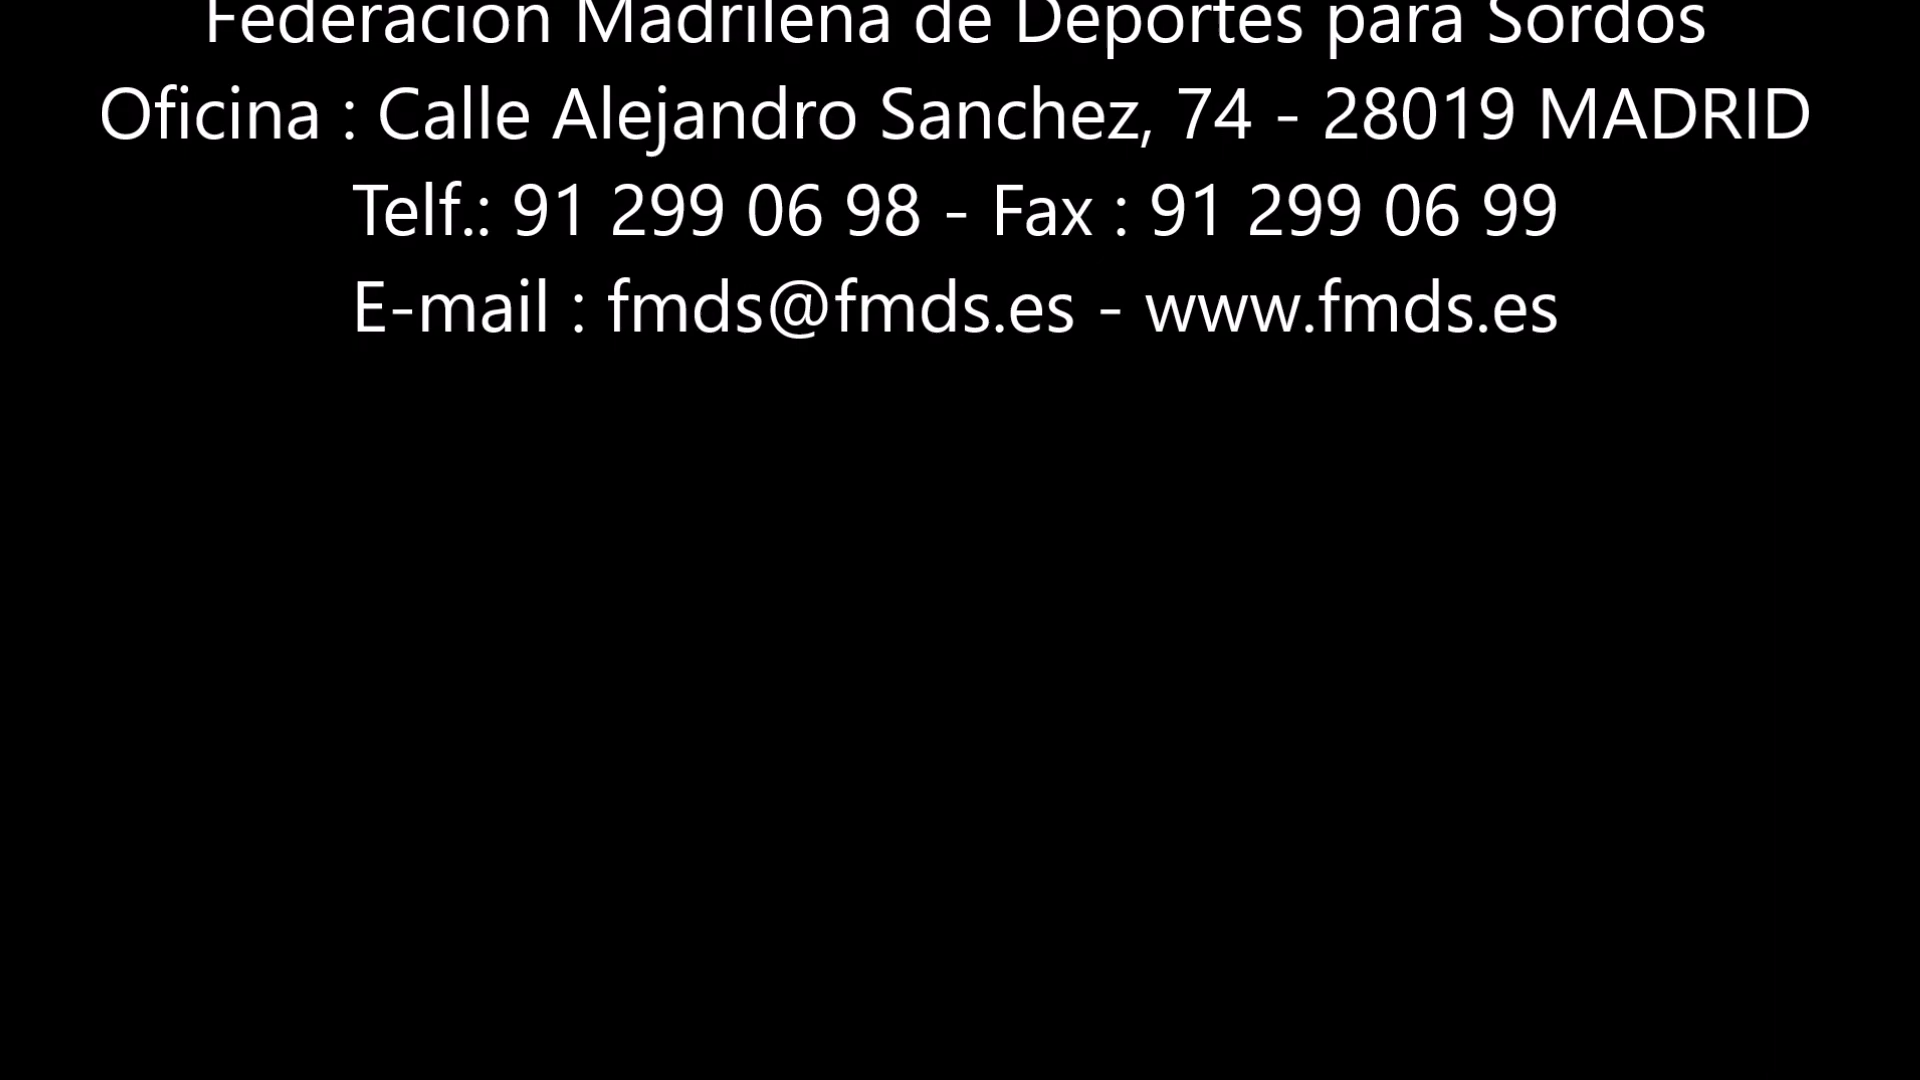 Federación Madrileña de Deportes para Sordos
Oficina : Calle Alejandro Sanchez, 74 - 28019 MADRID
Telf.: 91 299 06 98 - Fax : 91 299 06 99
E-mail : fmds@fmds.es - www.fmds.es